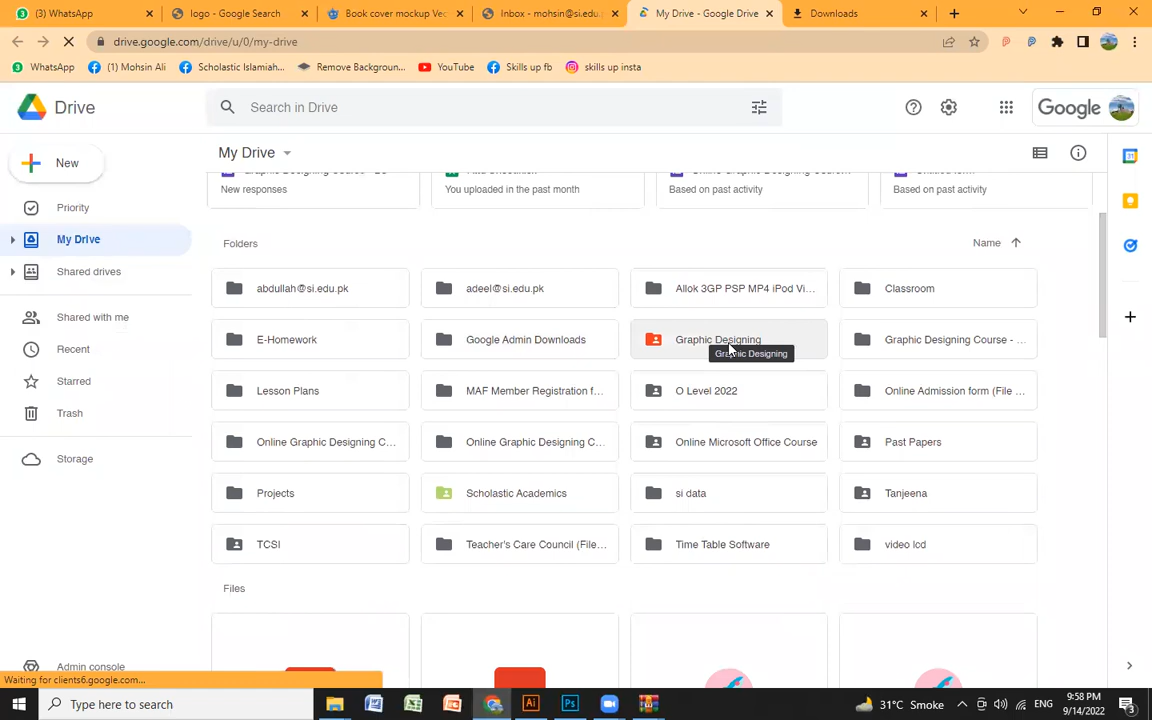 (3) WhatsApp
logo - Google Search
Book cover mockup Vec
Inbox - mohsin@si.edu.
My Drive - Google Drive
Downloads
drive.google.com/drive/u/0/my-drive
WhatsApp
(1) Mohsin Ali
Scholastic Islamiah...
Remove Backgroun...
YouTube
Skills up fb
skills up insta
Drive
Search in Drive
Google
New
My Drive
New responses
You uploaded in the past month
Based on past activity
Based on past activity
Priority
My Drive
Shared drives
Shared with me
Recent
Starred
Trash
Storage
Admin console
Folders
Name
abdullah@si.edu.pk
adeel@si.edu.pk
Allok 3GP PSP MP4 iPod Vi...
Classroom
E-Homework
Google Admin Downloads
Graphic Designing
Graphic Designing Course - ...
Graphic Designing
Lesson Plans
MAF Member Registration f...
O Level 2022
Online Admission form (File ...
Online Graphic Designing C...
Online Graphic Designing C...
Online Microsoft Office Course
Past Papers
Projects
Scholastic Academics
si data
Tanjeena
TCSI
Teacher's Care Council (File...
Time Table Software
video lcd
Files
Waiting for clients6.google.com...
Type here to search
31°C Smoke
ENG
9:58 PM
9/14/2022